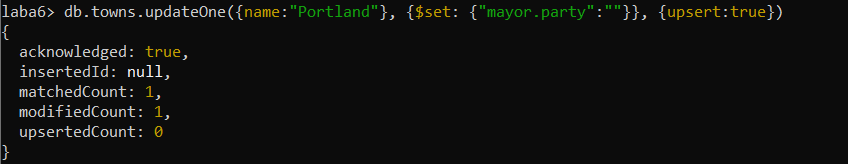 laba6> db.towns.updateOne({name:"Portland"}, {$set: {"mayor.party":""}}, {upsert:true})
{
  acknowledged: true,
  insertedId: null,
  matchedCount: 1,
  modifiedCount: 1,
  upsertedCount: 0
}